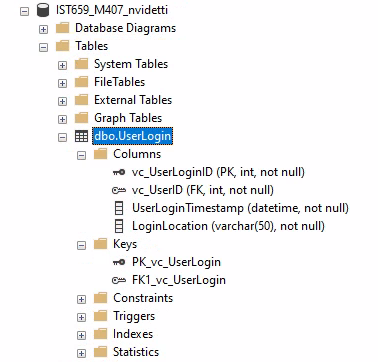 IST659_M407_nvidetti
Database Diagrams
Tables
System Tables
FileTables
External Tables
Graph Tables
dbo.UserLogin
Columns
vc_UserLoginID (PK, int, not null)
vc_UserID (FK, int, not null)
UserLoginTimestamp (datetime, not null)
LoginLocation (varchar(50), not null)
Keys
PK_vc_UserLogin
FK1_vc_UserLogin
Constraints
Triggers
Indexes
Statistics